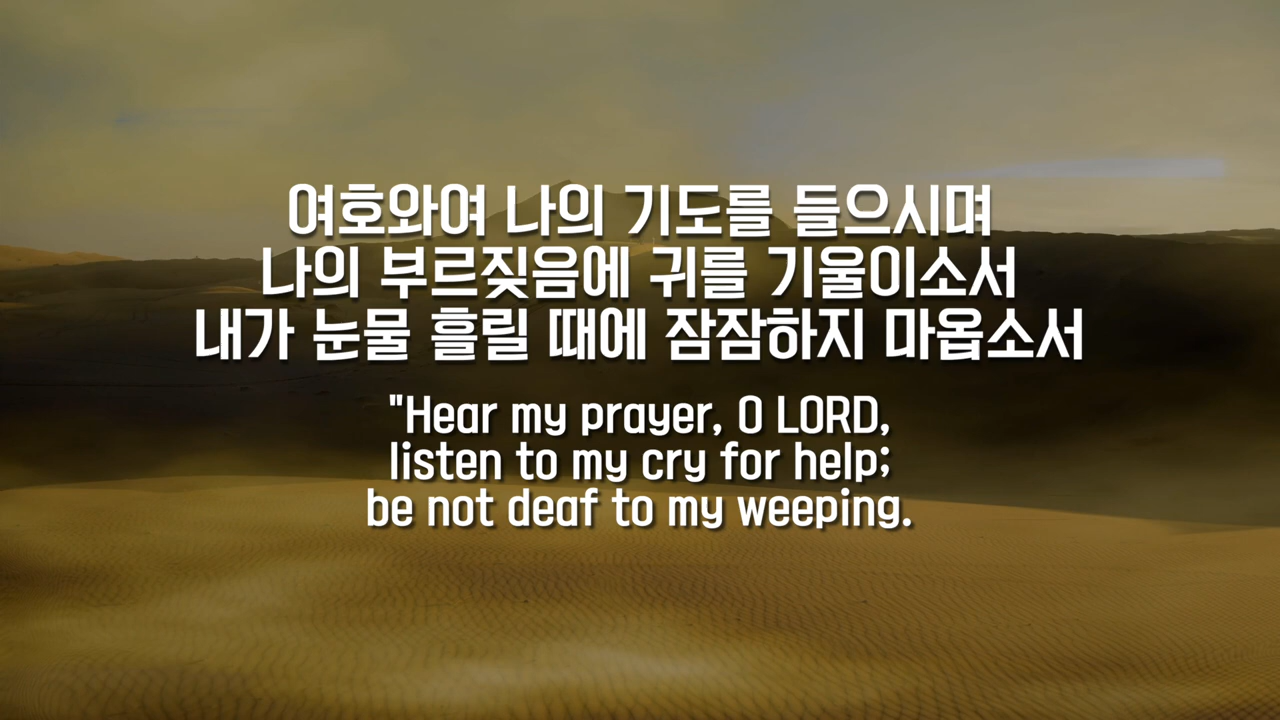 여호와여 나의 기도를 들으시며
나의 부르짖음에 귀를 기울이소서
내가 눈물 흘릴 때에 잠잠하지 마옵소서
"Hear my prayer, O LORD,
listen to my cry for help;
be not deaf to my weeping.